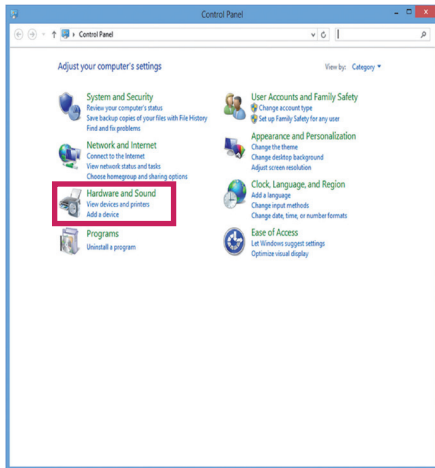 Control Panel
Control Panel
Adjust your computer's settings
View by: Category
System and Security
Review your computer's status
Save backup copies of your files with File History
Find and fix problems
Network and Internet
Connect to the Internet
View network status and tasks
Choose homegroup and sharing options
Hardware and Sound
View devices and printers
Add a device
Programs
Uninstall a program
User Accounts and Family Safety
Change account type
Set up Family Safety for any user
Appearance and Personalization
Change the theme
Change desktop background
Adjust screen resolution
Clock, Language, and Region
Add a language
Change input methods
Change date, time, or number formats
Ease of Access
Let Windows suggest settings
Optimize visual display